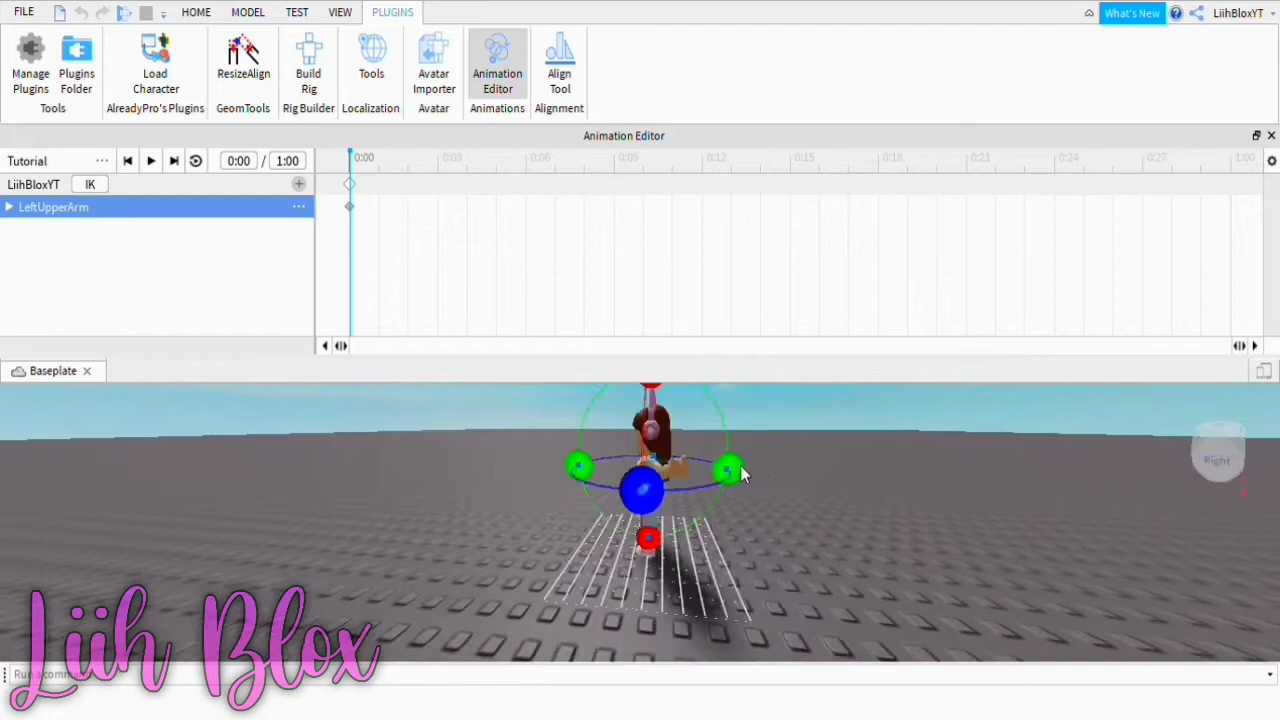 FILE HOME MODEL TEST VIEW PLUGINS What's New LiihBloxYT
Manage Plugins
Plugins Folder
Load Character
ResizeAlign
Build Rig
Tools
Avatar Importer
Animation Editor
Align Tool
Tools AlreadyPro's Plugins GeomTools Rig Builder Localization Avatar Animations Alignment
Animation Editor
Tutorial ... 0:00 / 1:00 0:00 0:03 0:06 0:09 0:12 0:15 0:18 0:21 0:24 0:27 1:00
LiihBloxYT IK
LeftUpperArm ...
Baseplate
Right
Liih Blox